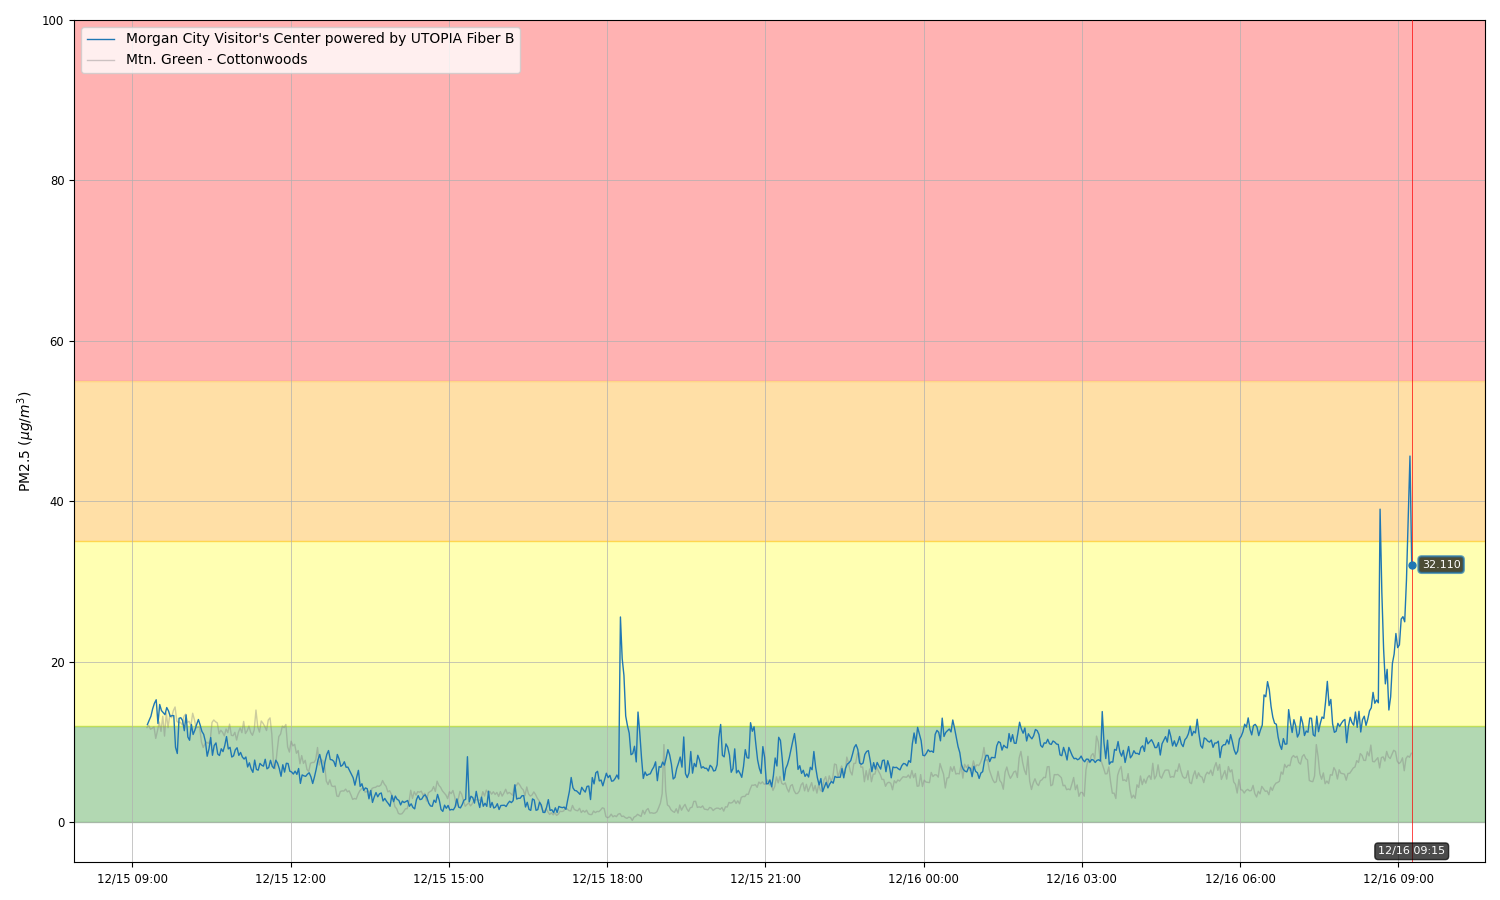 100
Morgan City Visitor's Center powered by UTOPIA Fiber B
Mtn. Green - Cottonwoods
80
60
PM2.5 (μg/m³)
40
32.110
20
0
12/16 09:15
12/15 09:00 12/15 12:00 12/15 15:00 12/15 18:00 12/15 21:00 12/16 00:00 12/16 03:00 12/16 06:00 12/16 09:00